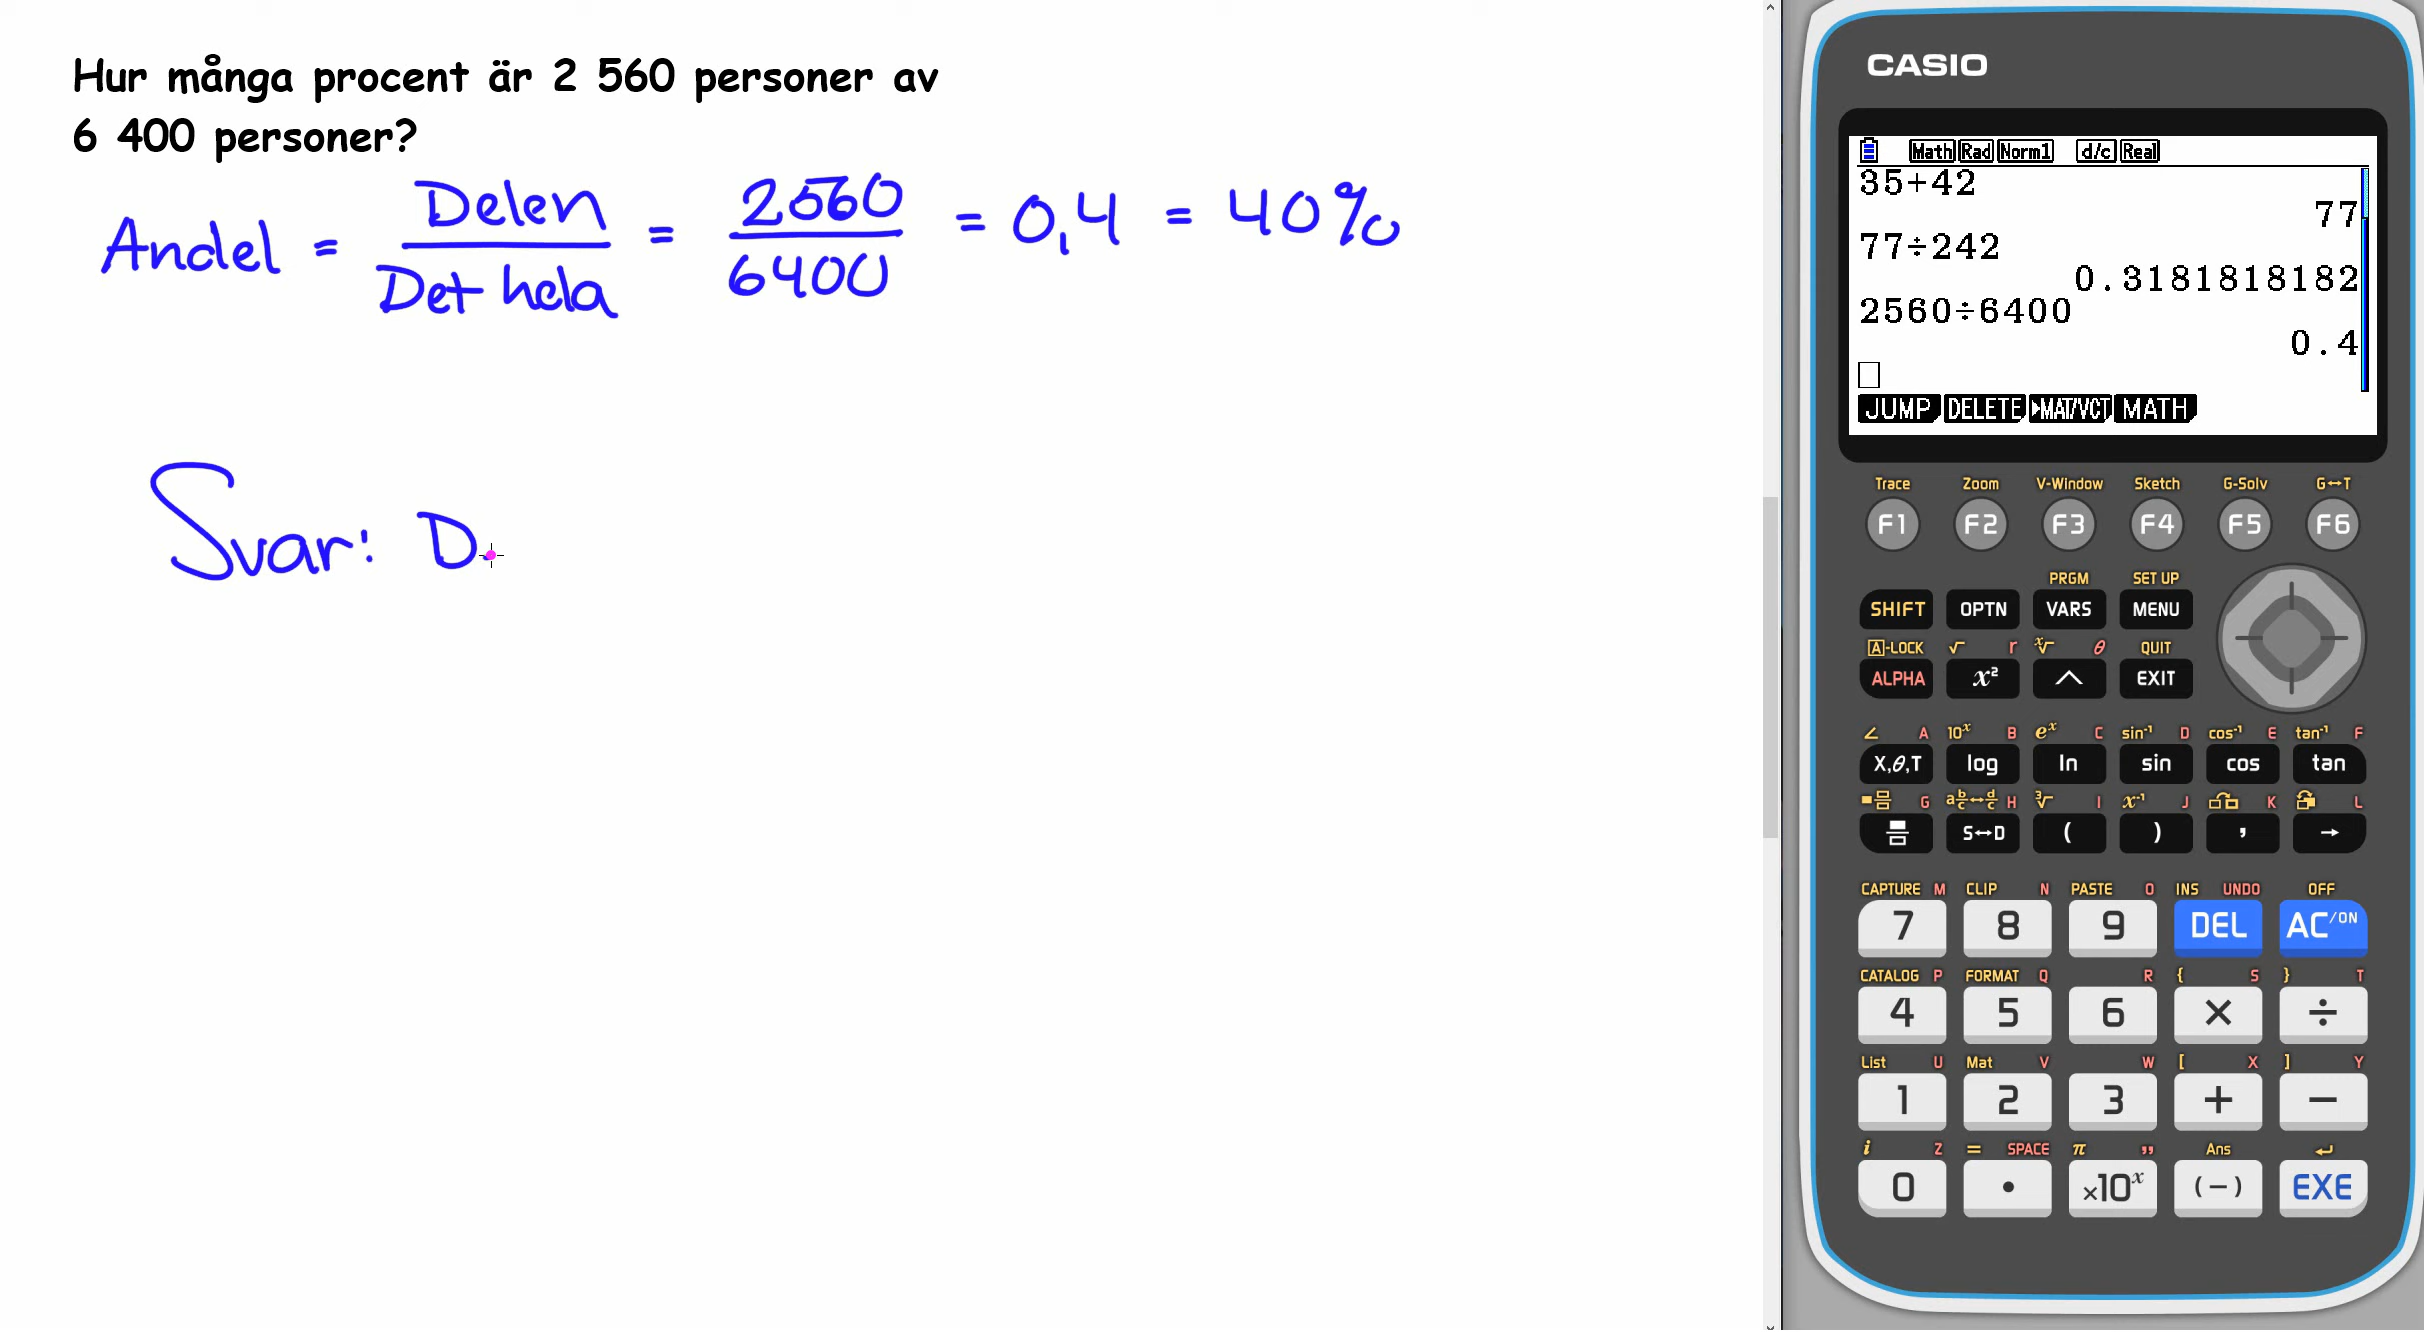 Hur många procent är 2 560 personer av
6 400 personer?
Andel = Delen / Det hela = 2560 / 6400 = 0,4 = 40%
Svar: D
CASIO
Math Rad Norm1 d/c Real
35+42
77
77÷242
0.3181818182
2560÷6400
0.4
JUMP DELETE ▶MAT/VCT MATH
Trace Zoom V-Window Sketch G-Solv G↔T
F1 F2 F3 F4 F5 F6
PRGM SET UP
SHIFT OPTN VARS MENU
A-LOCK √ r ˣ√ θ QUIT
ALPHA x² ^ EXIT
∠ A 10ˣ B eˣ C sin⁻¹ D cos⁻¹ E tan⁻¹ F
X,θ,T log ln sin cos tan
G a b/c↔d/c H ³√ I x⁻¹ J K L
S↔D ( ) , →
CAPTURE M CLIP N PASTE O INS UNDO OFF
7 8 9 DEL AC/ON
CATALOG P FORMAT Q R { S } T
4 5 6 × ÷
List U Mat V W [ X ] Y
1 2 3 + −
i Z = SPACE π " Ans ↵
0 • ×10ˣ (−) EXE